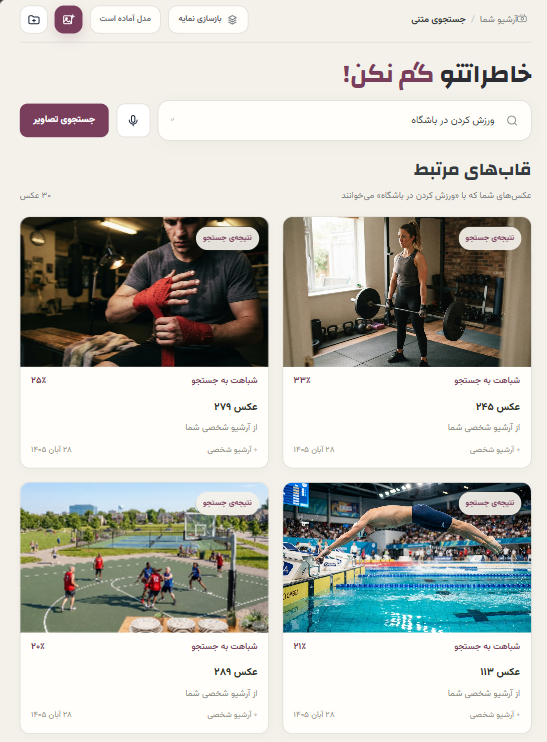 آرشیو شما / جستجوی متنی
بازسازی نمایه
مدل آماده است
خاطراتتو گم نکن!
ورزش کردن در باشگاه
جستجوی تصاویر
قاب‌های مرتبط
عکس‌های شما که با «ورزش کردن در باشگاه» می‌خوانند
۳۰ عکس
نتیجه‌ی جستجو
شباهت به جستجو
۳۳٪
عکس ۲۴۵
از آرشیو شخصی شما
آرشیو شخصی
۲۸ آبان ۱۴۰۵
نتیجه‌ی جستجو
شباهت به جستجو
۲۵٪
عکس ۲۷۹
از آرشیو شخصی شما
آرشیو شخصی
۲۸ آبان ۱۴۰۵
نتیجه‌ی جستجو
شباهت به جستجو
۲۱٪
عکس ۱۱۳
از آرشیو شخصی شما
آرشیو شخصی
۲۸ آبان ۱۴۰۵
نتیجه‌ی جستجو
شباهت به جستجو
۲۰٪
عکس ۲۸۹
از آرشیو شخصی شما
آرشیو شخصی
۲۸ آبان ۱۴۰۵